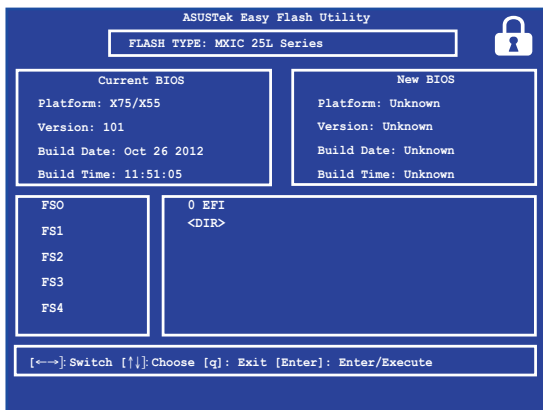 ASUSTek Easy Flash Utility
FLASH TYPE: MXIC 25L Series
Current BIOS
Platform: X75/X55
Version: 101
Build Date: Oct 26 2012
Build Time: 11:51:05
New BIOS
Platform: Unknown
Version: Unknown
Build Date: Unknown
Build Time: Unknown
FSO
FS1
FS2
FS3
FS4
0 EFI
<DIR>
[←→]: Switch [↑↓]: Choose [q]: Exit [Enter]: Enter/Execute